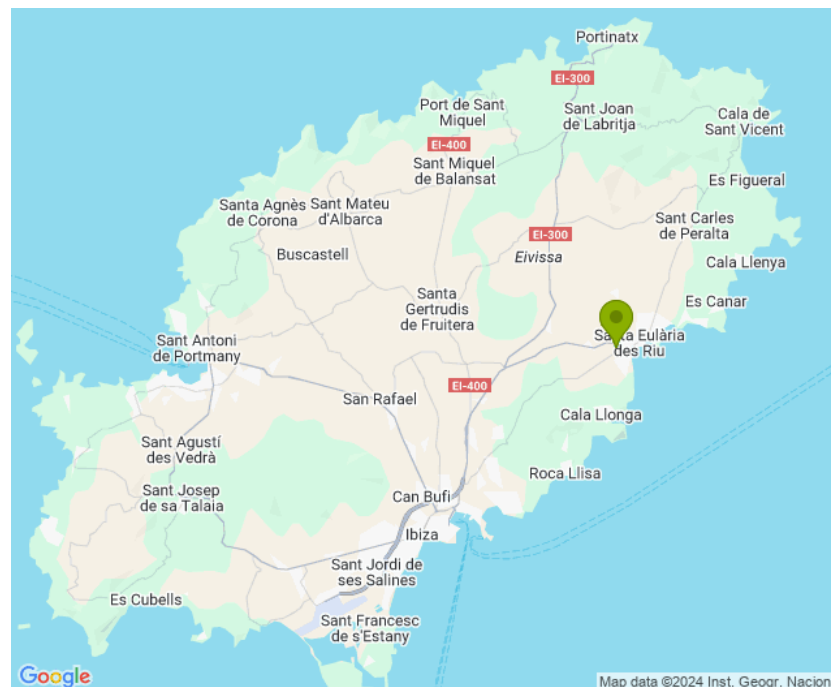 Portinatx
EI-300
Port de Sant
Miquel
Sant Joan
de Labritja
Cala de
Sant Vicent
EI-400
Sant Miquel
de Balansat
Es Figueral
Santa Agnès
de Corona
Sant Mateu
d'Albarca
Sant Carles
de Peralta
EI-300
Buscastell
Eivissa
Cala Llenya
Santa
Gertrudis
de Fruitera
Es Canar
Sant Antoni
de Portmany
Santa Eulària
des Riu
EI-400
San Rafael
Cala Llonga
Sant Agustí
des Vedrà
Roca Llisa
Sant Josep
de sa Talaia
Can Bufi
Ibiza
Sant Jordi de
ses Salines
Es Cubells
Sant Francesc
de s'Estany
Google
Map data ©2024 Inst. Geogr. Nacion